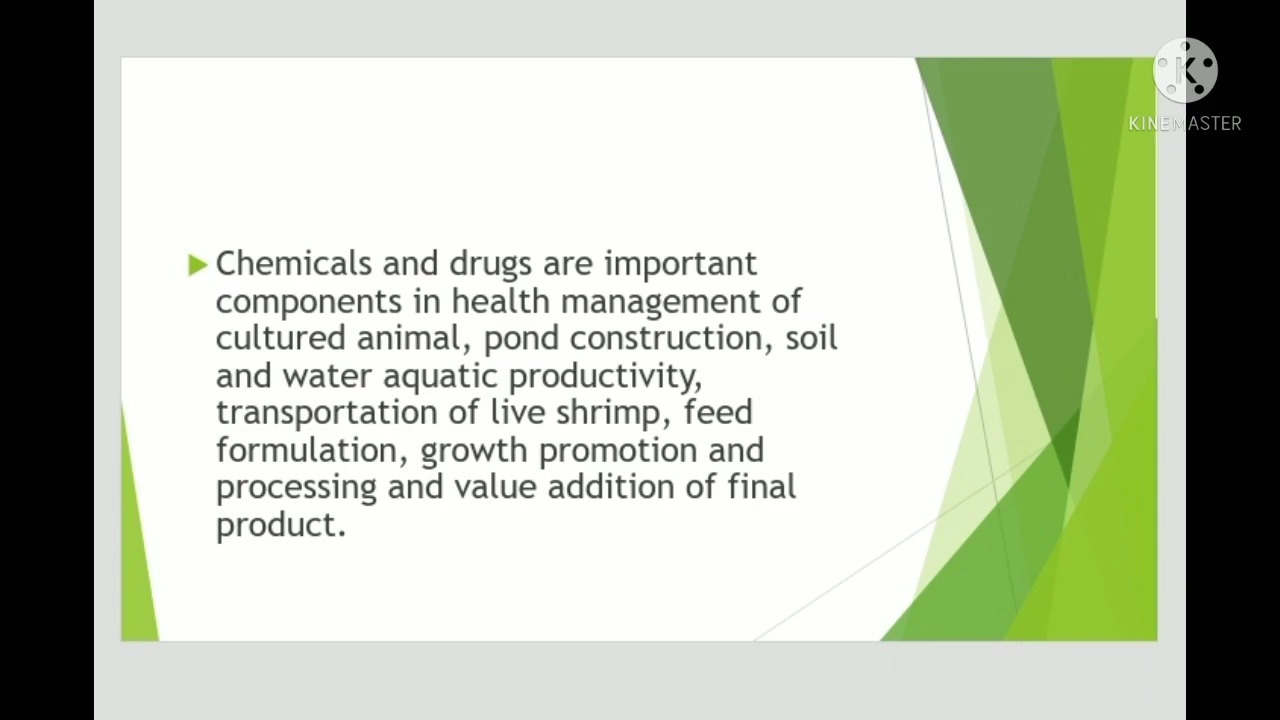 Chemicals and drugs are important
components in health management of
cultured animal, pond construction, soil
and water aquatic productivity,
transportation of live shrimp, feed
formulation, growth promotion and
processing and value addition of final
product.
K
KINEMASTER